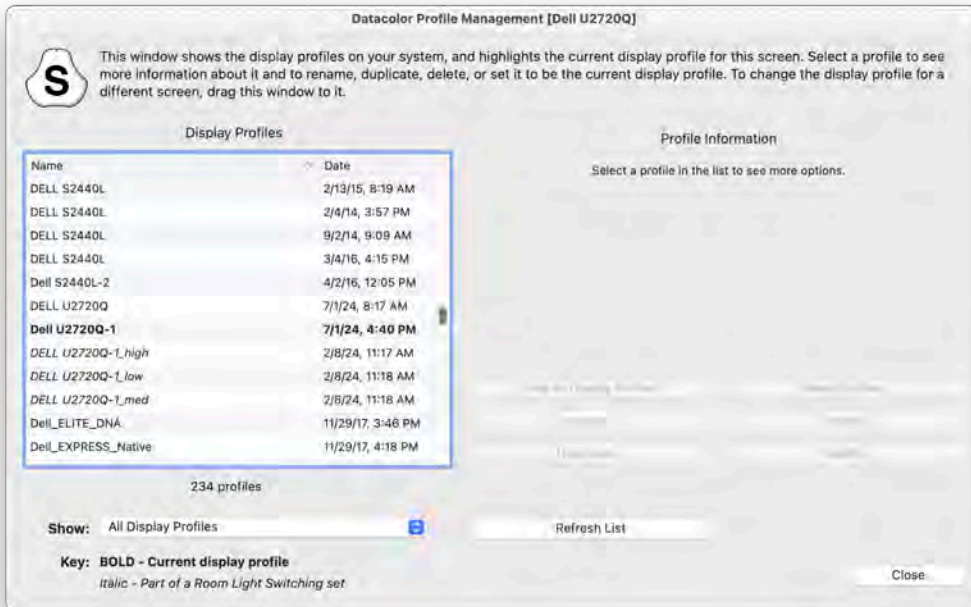 Datacolor Profile Management [Dell U2720Q]
S
This window shows the display profiles on your system, and highlights the current display profile for this screen. Select a profile to see
more information about it and to rename, duplicate, delete, or set it to be the current display profile. To change the display profile for a
different screen, drag this window to it.
Display Profiles
Name Date
DELL S2440L 2/13/15, 8:19 AM
DELL S2440L 2/4/14, 3:57 PM
DELL S2440L 9/2/14, 9:09 AM
DELL S2440L 3/4/16, 4:15 PM
Dell S2440L-2 4/2/16, 12:05 PM
DELL U2720Q 7/1/24, 8:17 AM
Dell U2720Q-1 7/1/24, 4:40 PM
DELL U2720Q-1_high 2/8/24, 11:17 AM
DELL U2720Q-1_low 2/8/24, 11:18 AM
DELL U2720Q-1_med 2/8/24, 11:18 AM
Dell_ELITE_DNA 11/29/17, 3:46 PM
Dell_EXPRESS_Native 11/29/17, 4:18 PM
234 profiles
Show: All Display Profiles
Key: BOLD - Current display profile
Italic - Part of a Room Light Switching set
Profile Information
Select a profile in the list to see more options.
Refresh List
Close